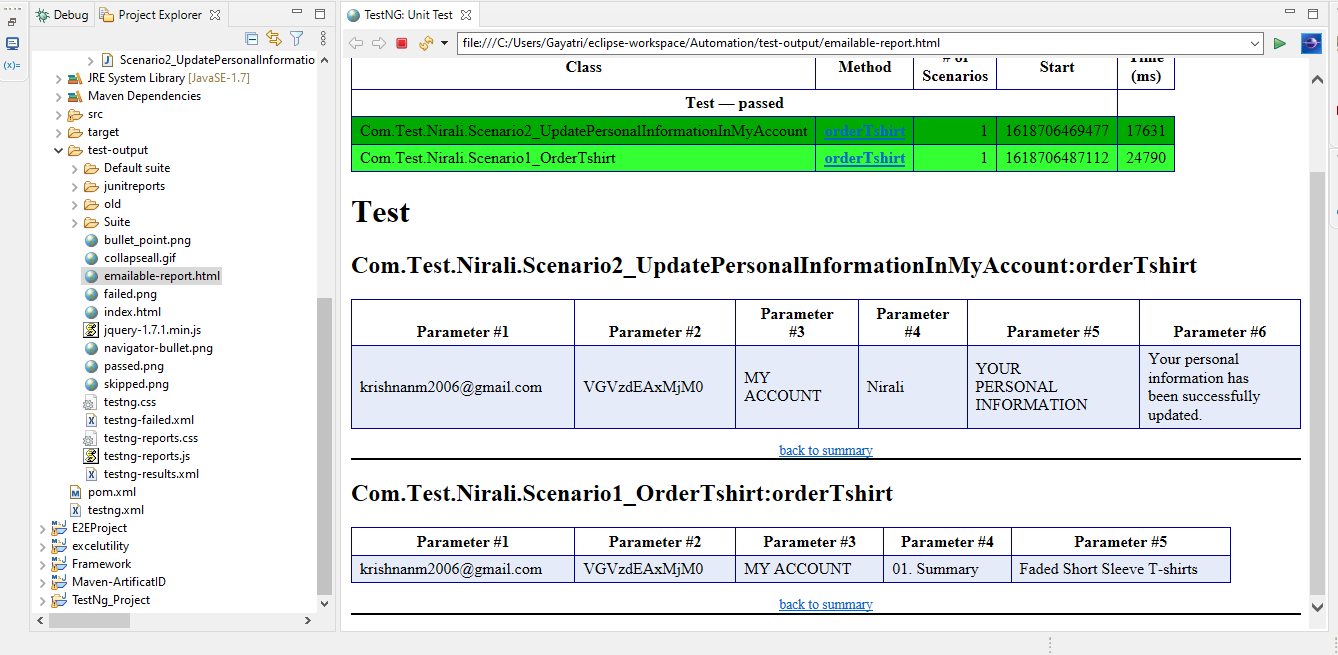 Debug
Project Explorer
TestNG: Unit Test
file:///C:/Users/Gayatri/eclipse-workspace/Automation/test-output/emailable-report.html
(x)=
Scenario2_UpdatePersonalInformatio
JRE System Library [JavaSE-1.7]
Maven Dependencies
src
target
test-output
Default suite
junitreports
old
Suite
bullet_point.png
collapseall.gif
emailable-report.html
failed.png
index.html
jquery-1.7.1.min.js
navigator-bullet.png
passed.png
skipped.png
testng.css
testng-failed.xml
testng-reports.css
testng-reports.js
testng-results.xml
pom.xml
testng.xml
E2EProject
excelutility
Framework
Maven-ArtificatID
TestNg_Project
Class Method # of Scenarios Start Time (ms)
Test — passed
Com.Test.Nirali.Scenario2_UpdatePersonalInformationInMyAccount orderTshirt 1 1618706469477 17631
Com.Test.Nirali.Scenario1_OrderTshirt orderTshirt 1 1618706487112 24790
Test
Com.Test.Nirali.Scenario2_UpdatePersonalInformationInMyAccount:orderTshirt
Parameter #1 Parameter #2 Parameter #3 Parameter #4 Parameter #5 Parameter #6
krishnanm2006@gmail.com VGVzdEAxMjM0 MY ACCOUNT Nirali YOUR PERSONAL INFORMATION Your personal information has been successfully updated.
back to summary
Com.Test.Nirali.Scenario1_OrderTshirt:orderTshirt
Parameter #1 Parameter #2 Parameter #3 Parameter #4 Parameter #5
krishnanm2006@gmail.com VGVzdEAxMjM0 MY ACCOUNT 01. Summary Faded Short Sleeve T-shirts
back to summary